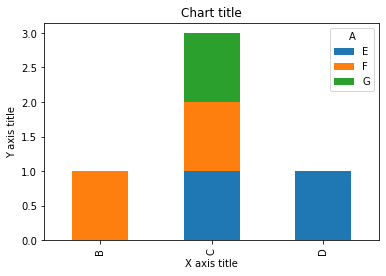 Chart title
A
E
F
G
Y axis title
3.0
2.5
2.0
1.5
1.0
0.5
0.0
B
C
D
X axis title